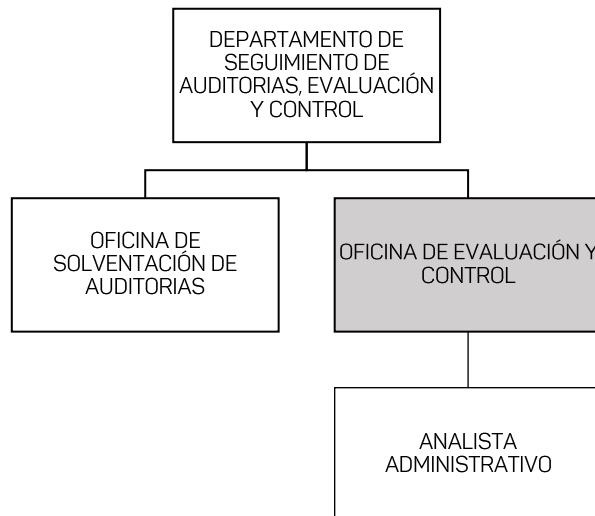 DEPARTAMENTO DE
SEGUIMIENTO DE
AUDITORIAS, EVALUACIÓN
Y CONTROL
OFICINA DE
SOLVENTACIÓN DE
AUDITORIAS
OFICINA DE EVALUACIÓN Y
CONTROL
ANALISTA
ADMINISTRATIVO